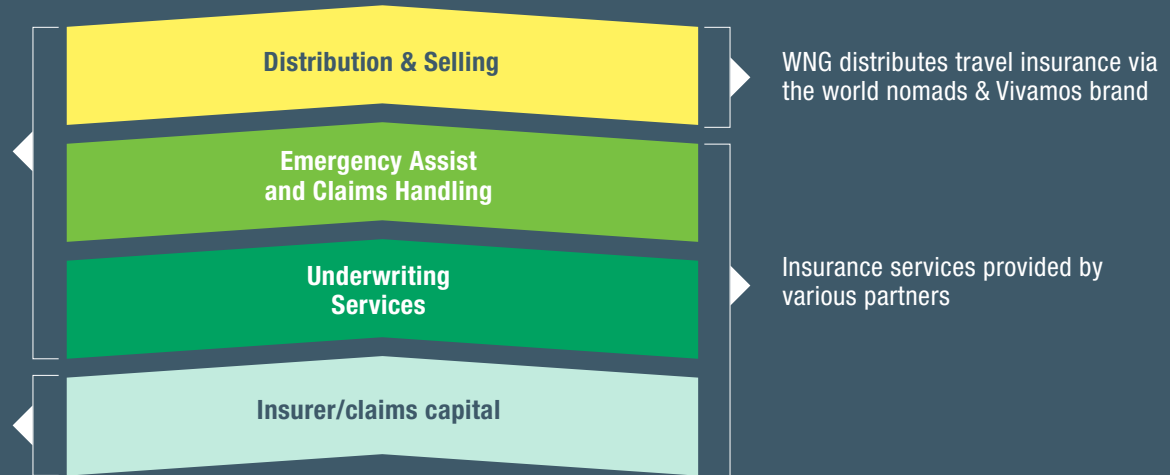 Distribution & Selling
WNG distributes travel insurance via
the world nomads & Vivamos brand
Emergency Assist
and Claims Handling
Underwriting
Services
Insurance services provided by
various partners
Insurer/claims capital